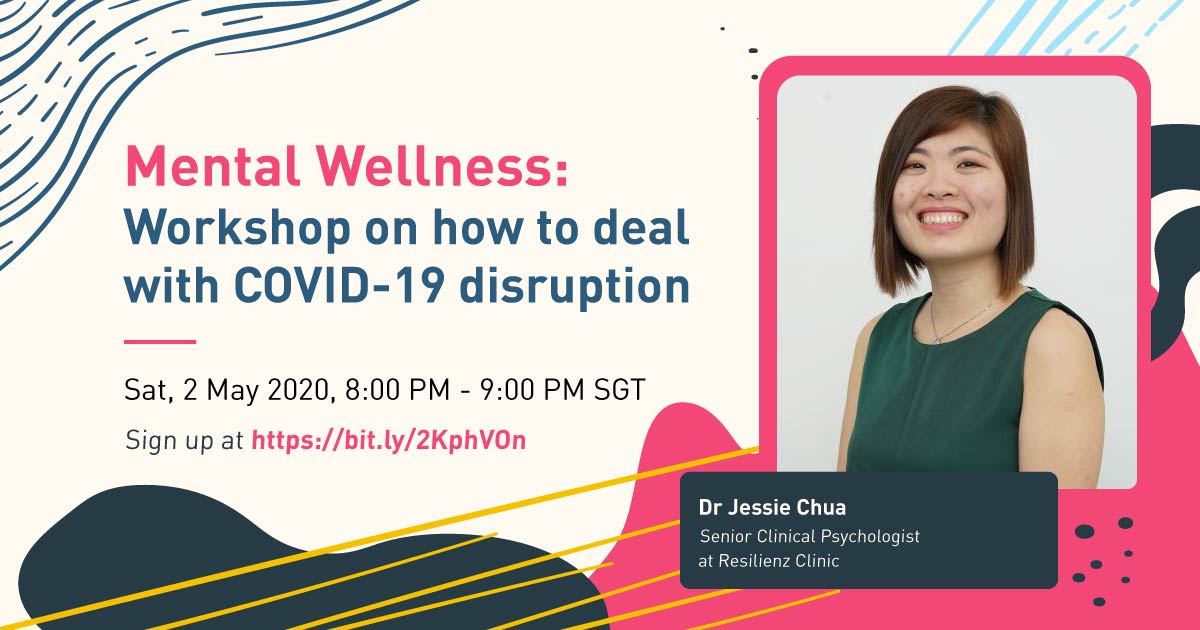 Mental Wellness:
Workshop on how to deal
with COVID-19 disruption
Sat, 2 May 2020, 8:00 PM - 9:00 PM SGT
Sign up at https://bit.ly/2KphVOn
Dr Jessie Chua
Senior Clinical Psychologist
at Resilienz Clinic